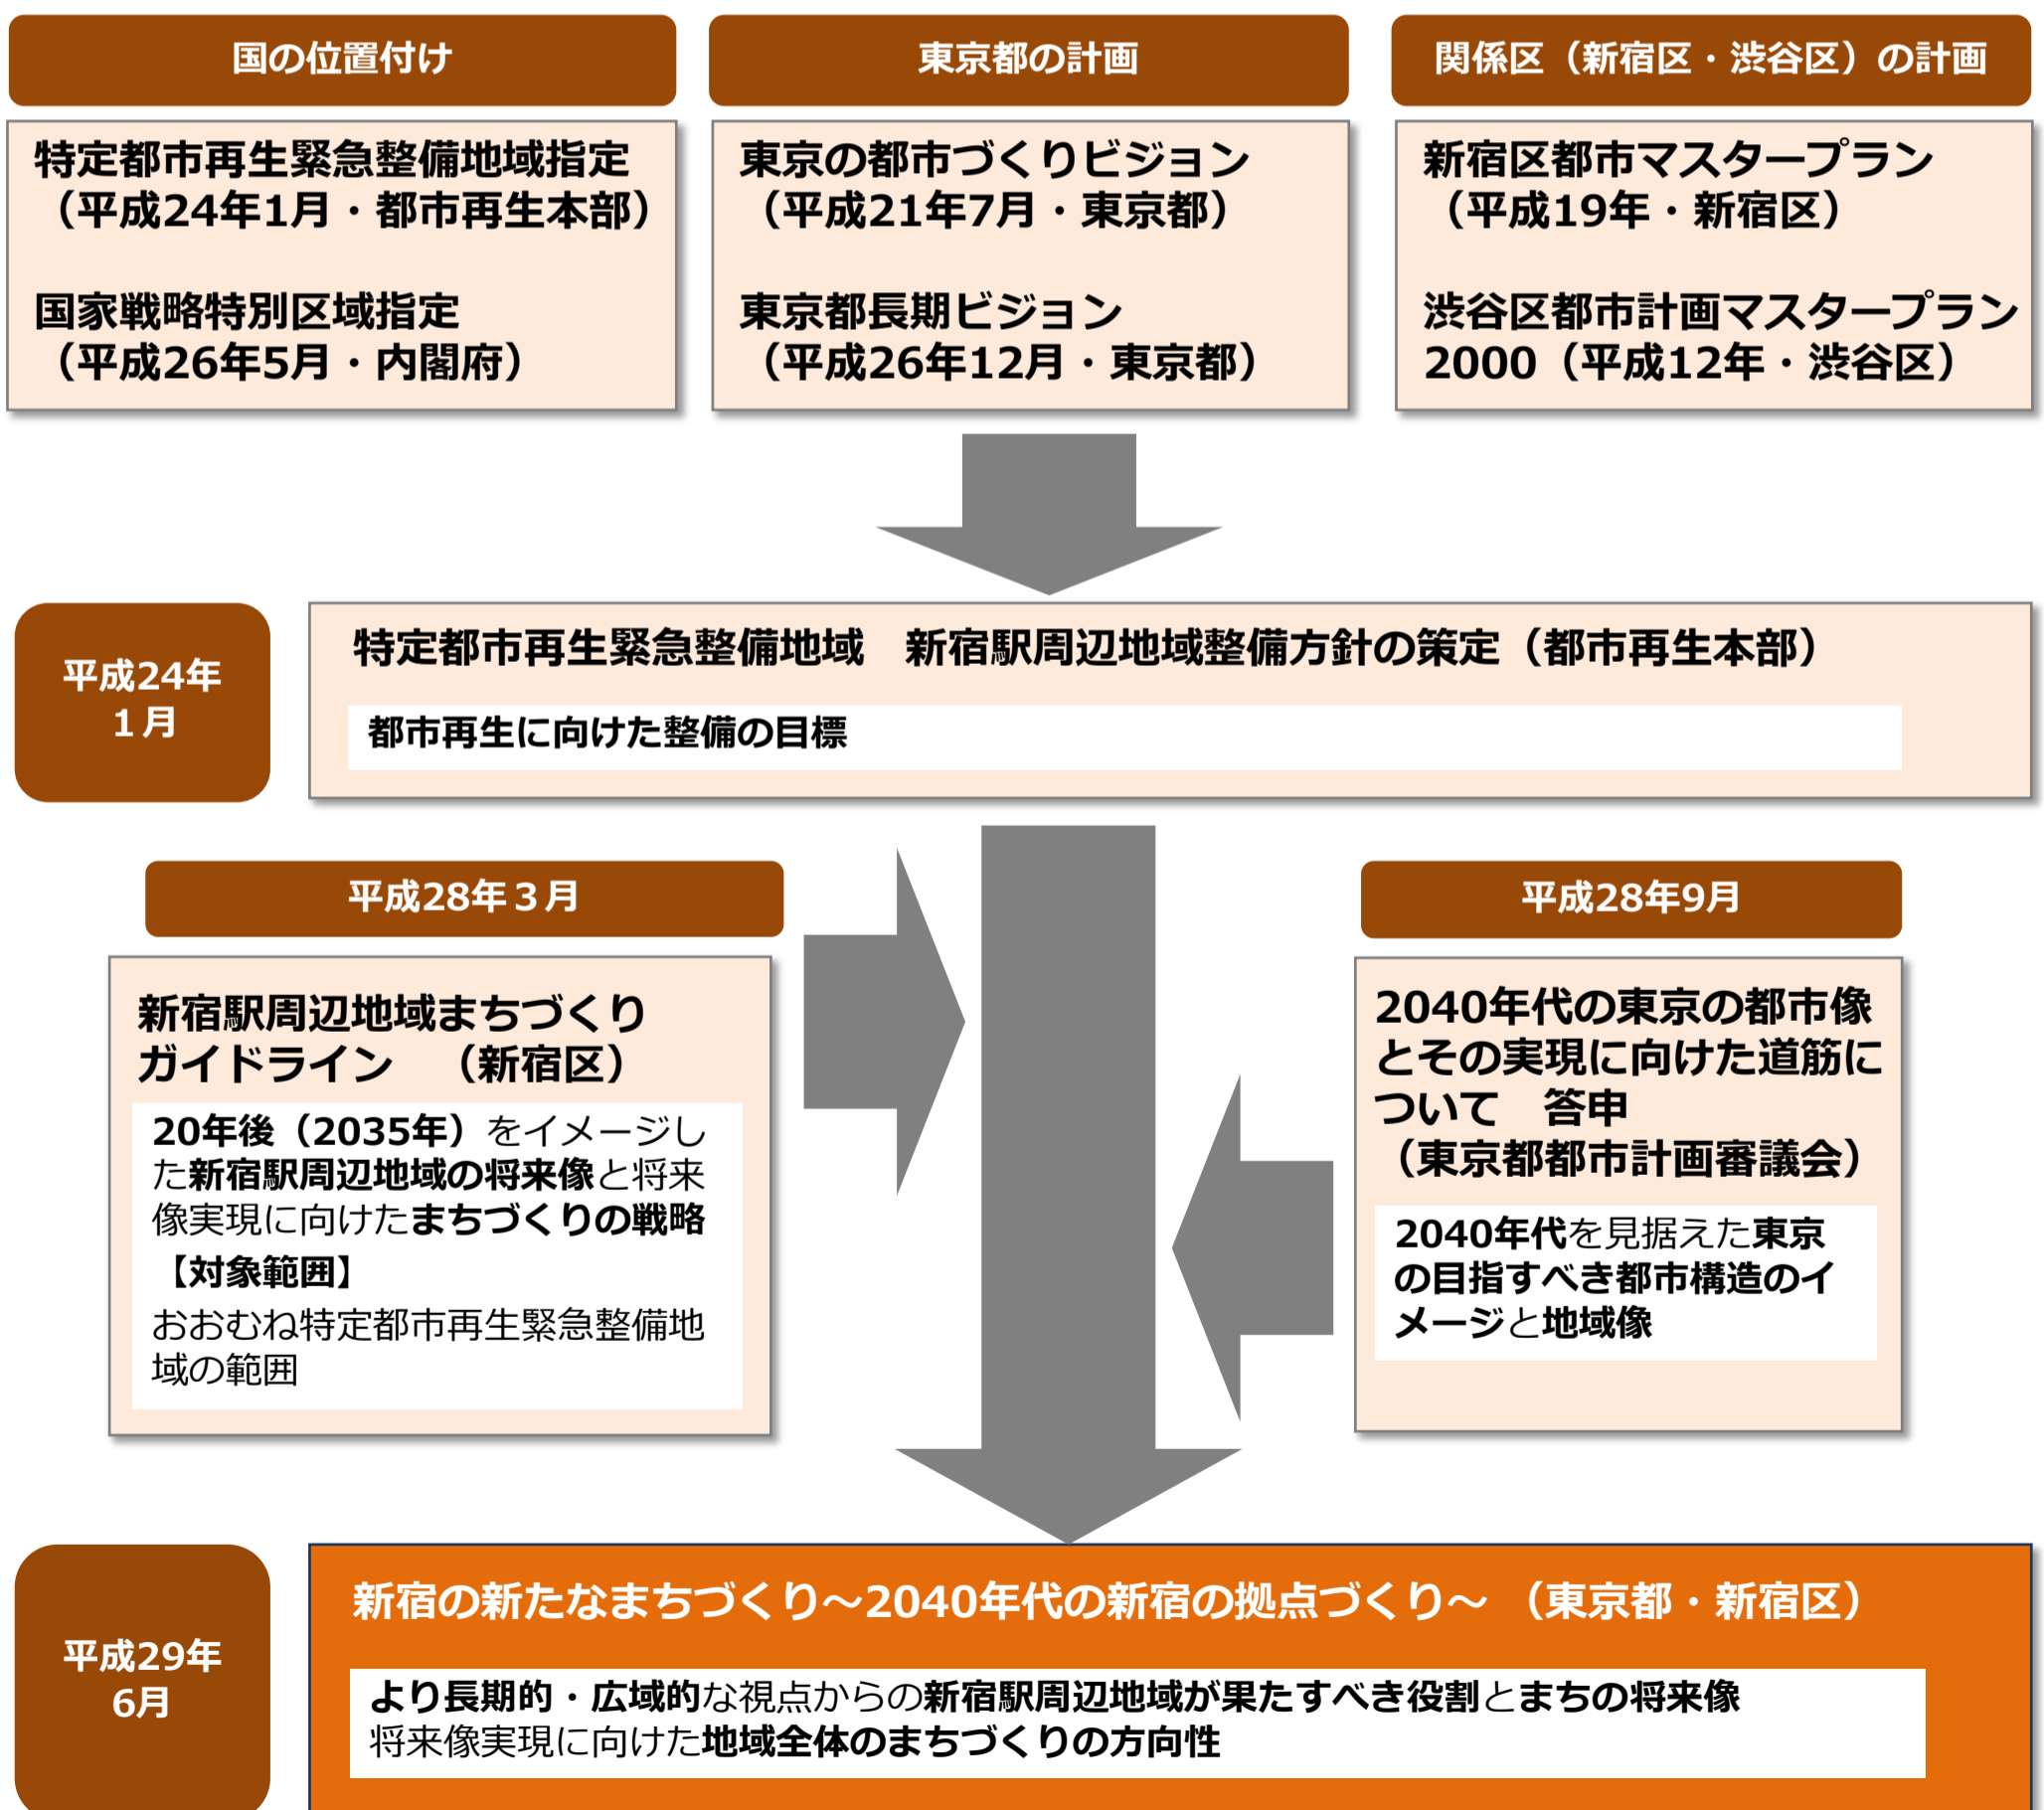 国の位置付け
特定都市再生緊急整備地域指定
（平成24年1月・都市再生本部）
国家戦略特別区域指定
（平成26年5月・内閣府）
東京都の計画
東京の都市づくりビジョン
（平成21年7月・東京都）
東京都長期ビジョン
（平成26年12月・東京都）
関係区（新宿区・渋谷区）の計画
新宿区都市マスタープラン
（平成19年・新宿区）
渋谷区都市計画マスタープラン
2000（平成12年・渋谷区）
平成24年
１月
特定都市再生緊急整備地域　新宿駅周辺地域整備方針の策定（都市再生本部）
都市再生に向けた整備の目標
平成28年３月
新宿駅周辺地域まちづくり
ガイドライン　（新宿区）
20年後（2035年）をイメージし
た新宿駅周辺地域の将来像と将来
像実現に向けたまちづくりの戦略
【対象範囲】
おおむね特定都市再生緊急整備地
域の範囲
平成28年9月
2040年代の東京の都市像
とその実現に向けた道筋に
ついて　答申
（東京都都市計画審議会）
2040年代を見据えた東京
の目指すべき都市構造のイ
メージと地域像
平成29年
6月
新宿の新たなまちづくり～2040年代の新宿の拠点づくり～ （東京都・新宿区）
より長期的・広域的な視点からの新宿駅周辺地域が果たすべき役割とまちの将来像
将来像実現に向けた地域全体のまちづくりの方向性